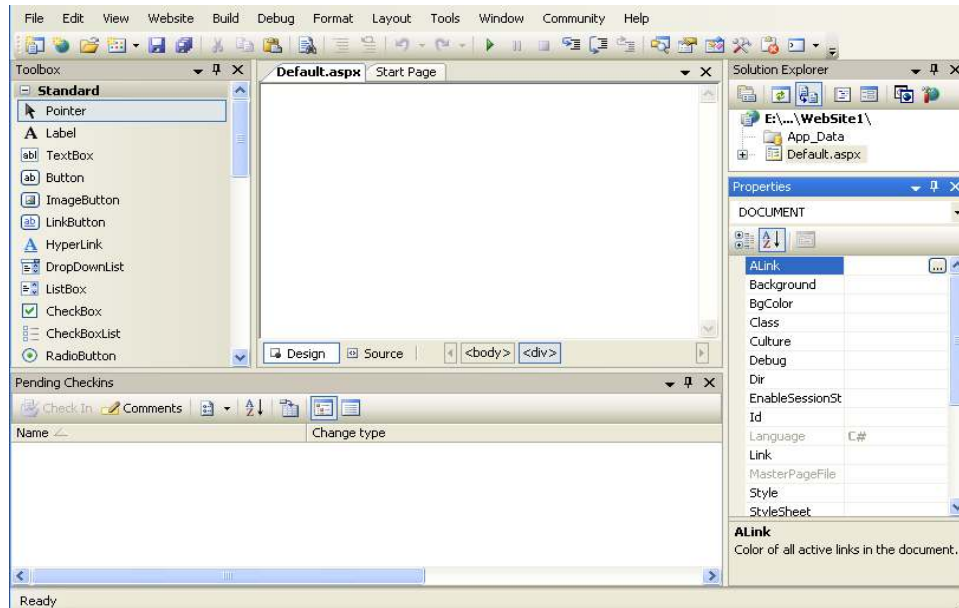 File Edit View Website Build Debug Format Layout Tools Window Community Help
Toolbox
Standard
Pointer
A Label
abl TextBox
ab Button
ImageButton
ab LinkButton
A HyperLink
DropDownList
ListBox
CheckBox
CheckBoxList
RadioButton
Default.aspx Start Page
Design Source <body> <div>
Solution Explorer
E:\...\WebSite1\
App_Data
Default.aspx
Properties
DOCUMENT
ALink ...
Background
BgColor
Class
Culture
Debug
Dir
EnableSessionSt
Id
Language C#
Link
MasterPageFile
Style
StyleSheet
ALink
Color of all active links in the document.
Pending Checkins
Check In Comments
Name Change type
Ready